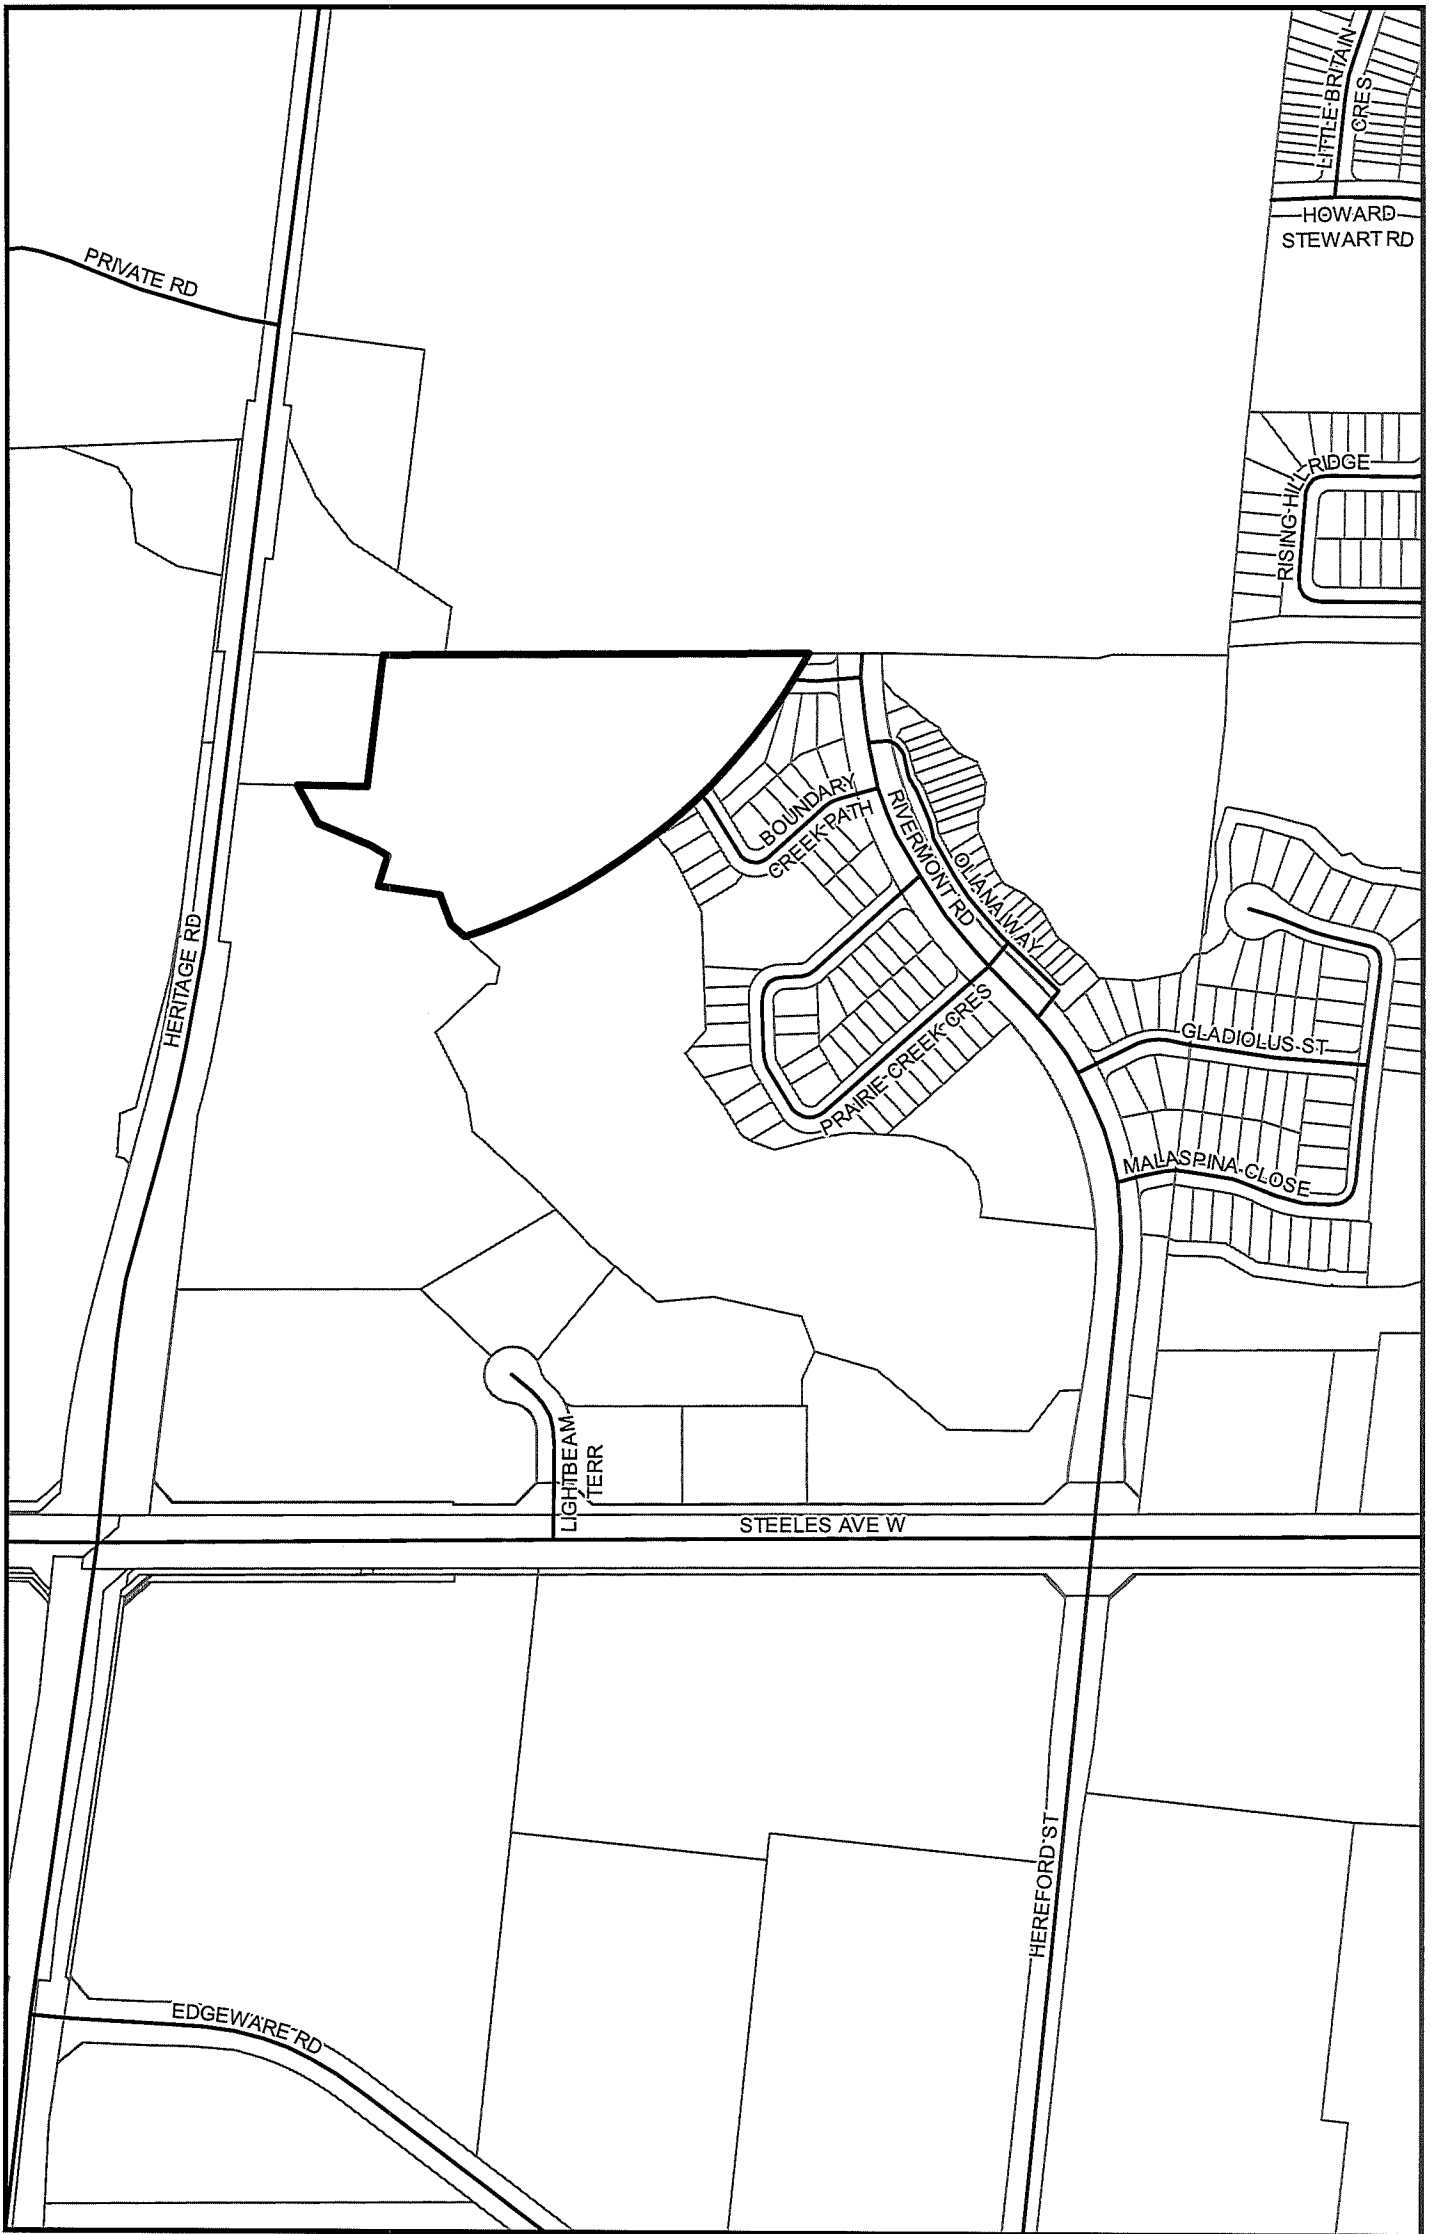 LITTLE BRITAIN
CRES
HOWARD
STEWART RD
PRIVATE RD
RISING HILL RIDGE
BOUNDARY
CREEK PATH
RIVERMONT RD
OLIANA WAY
HERITAGE RD
PRAIRIE CREEK CRES
GLADIOLUS ST
MALASPINA CLOSE
LIGHTBEAM
TERR
STEELES AVE W
HEREFORD ST
EDGEWARE RD